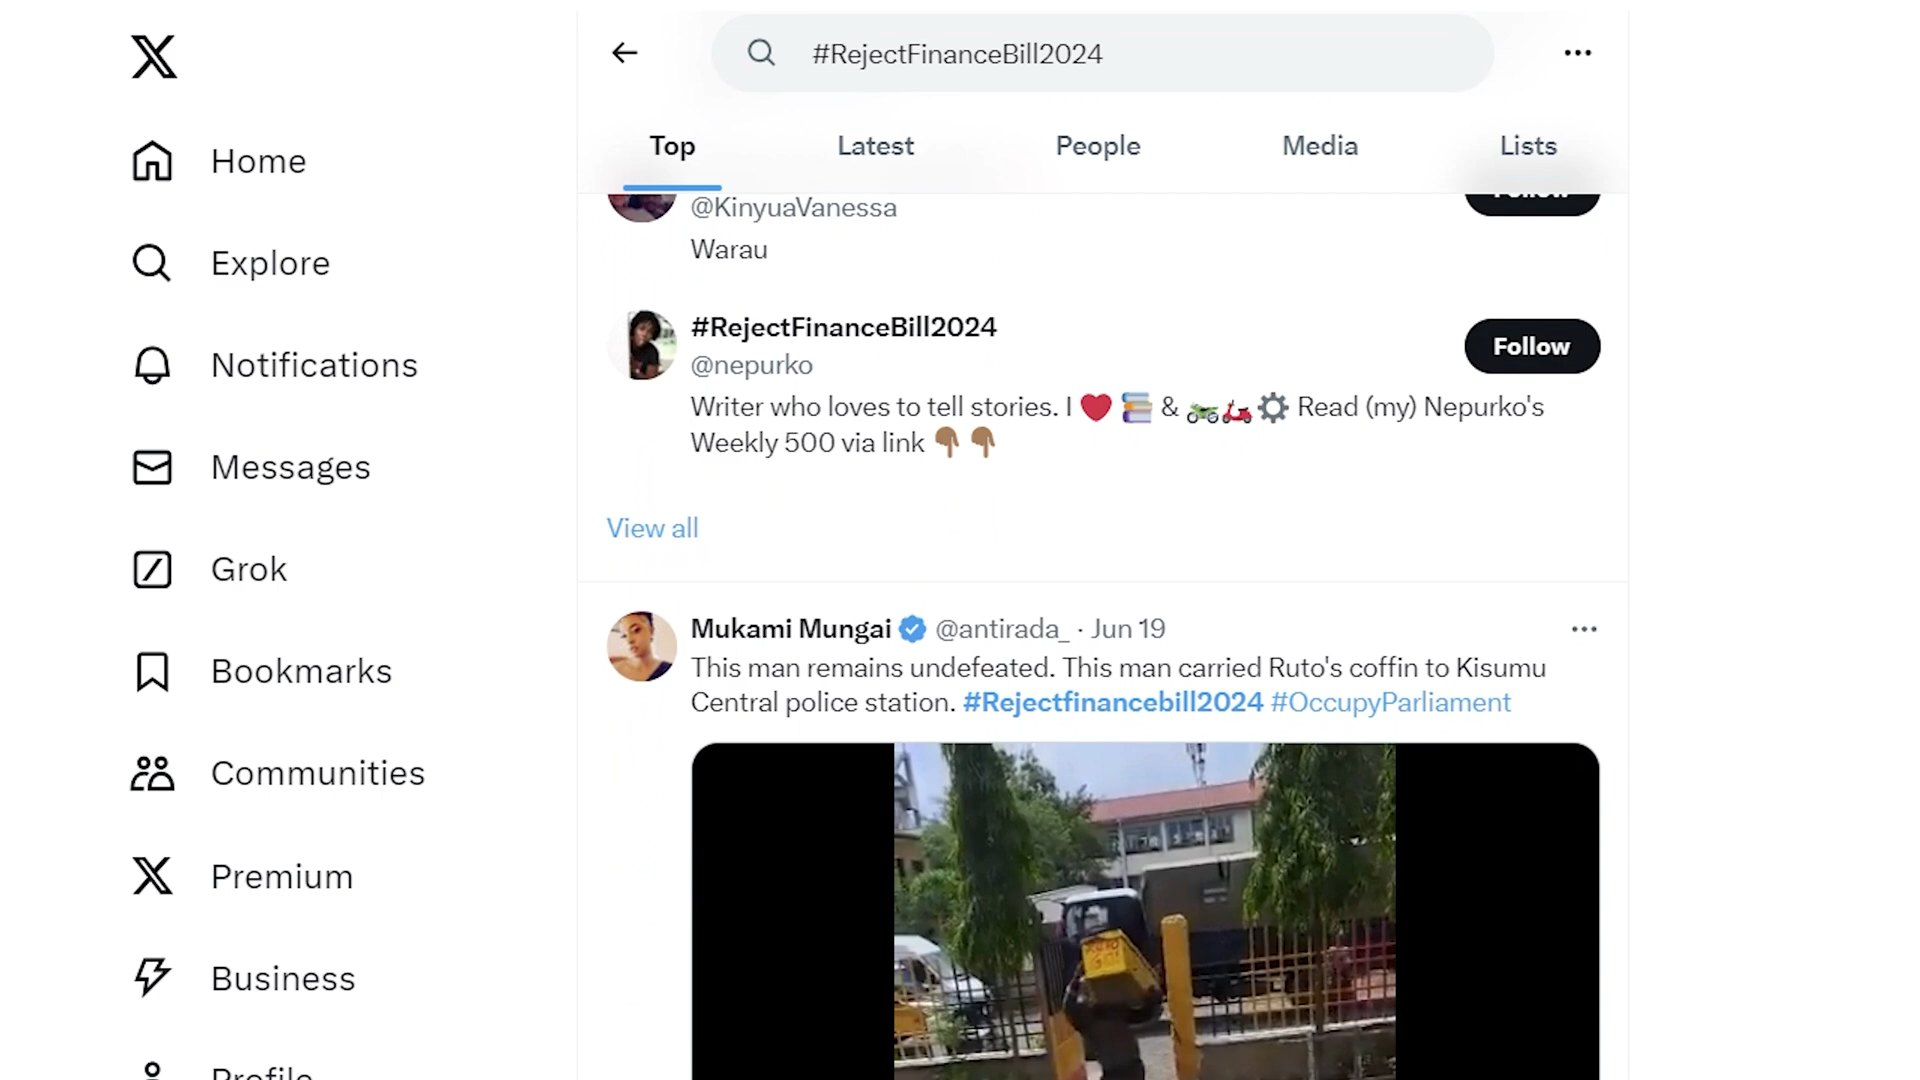 #RejectFinanceBill2024
Top
Latest
People
Media
Lists
Home
Explore
Notifications
Messages
Grok
Bookmarks
Communities
Premium
Business
Profile
@KinyuaVanessa
Follow
Warau
#RejectFinanceBill2024
@nepurko
Follow
Writer who loves to tell stories. I ❤️ 📚 & 🏍️🛵⚙️ Read (my) Nepurko's
Weekly 500 via link 👇🏾 👇🏾
View all
Mukami Mungai @antirada_ · Jun 19
This man remains undefeated. This man carried Ruto's coffin to Kisumu
Central police station. #Rejectfinancebill2024 #OccupyParliament